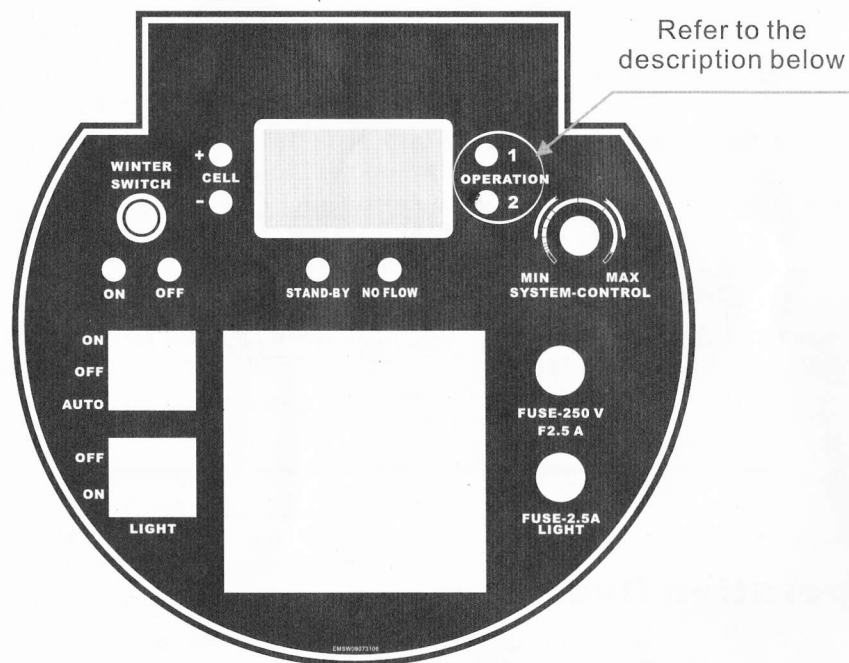 Refer to the
description below
WINTER
SWITCH
+
CELL
-
1
OPERATION
2
ON OFF
STAND-BY NO FLOW
MIN MAX
SYSTEM-CONTROL
ON
OFF
AUTO
OFF
ON
LIGHT
FUSE-250 V
F2.5 A
FUSE-2.5A
LIGHT
EMSW09073106